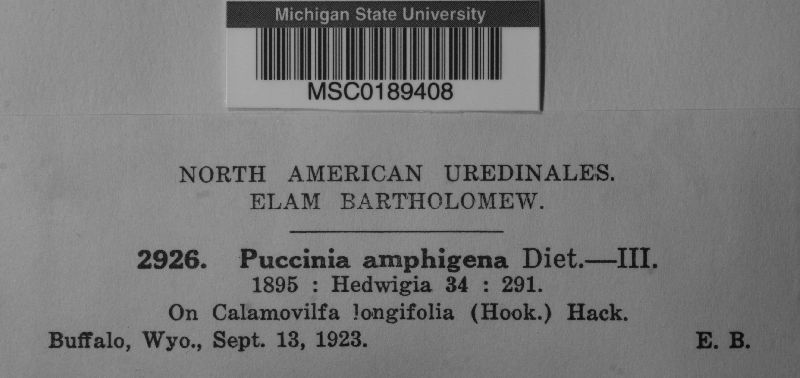 Michigan State University
MSC0189408
NORTH AMERICAN UREDINALES.
ELAM BARTHOLOMEW.
2926. Puccinia amphigena Diet.—III.
1895 : Hedwigia 34 : 291.
On Calamovilfa longifolia (Hook.) Hack.
Buffalo, Wyo., Sept. 13, 1923. E. B.